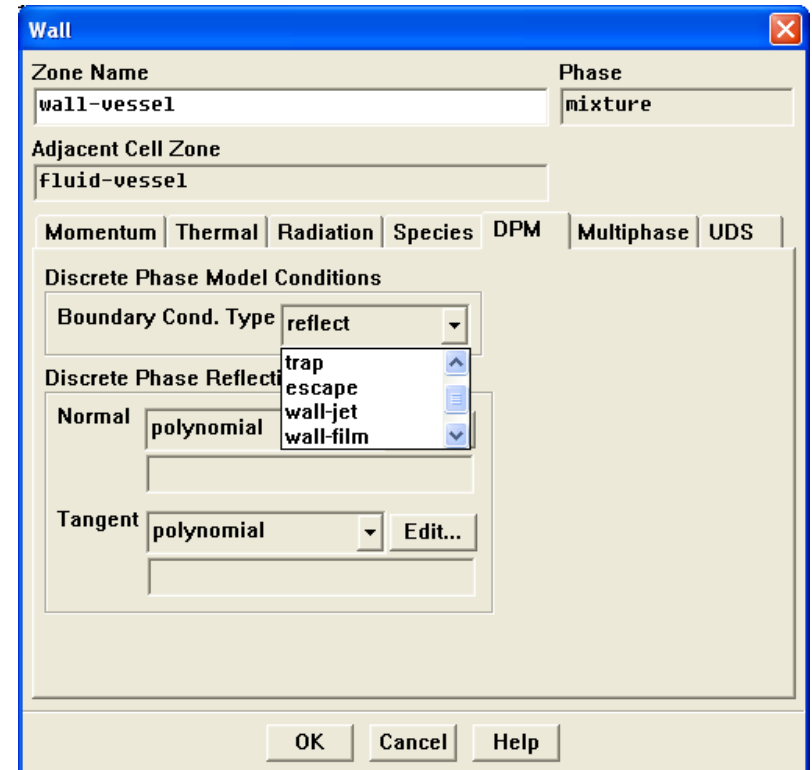 Wall
Zone Name Phase
wall-vessel mixture
Adjacent Cell Zone
fluid-vessel
Momentum Thermal Radiation Species DPM Multiphase UDS
Discrete Phase Model Conditions
Boundary Cond. Type reflect
trap
Discrete Phase Reflecti
escape
wall-jet
Normal polynomial
wall-film
Tangent polynomial Edit...
OK Cancel Help